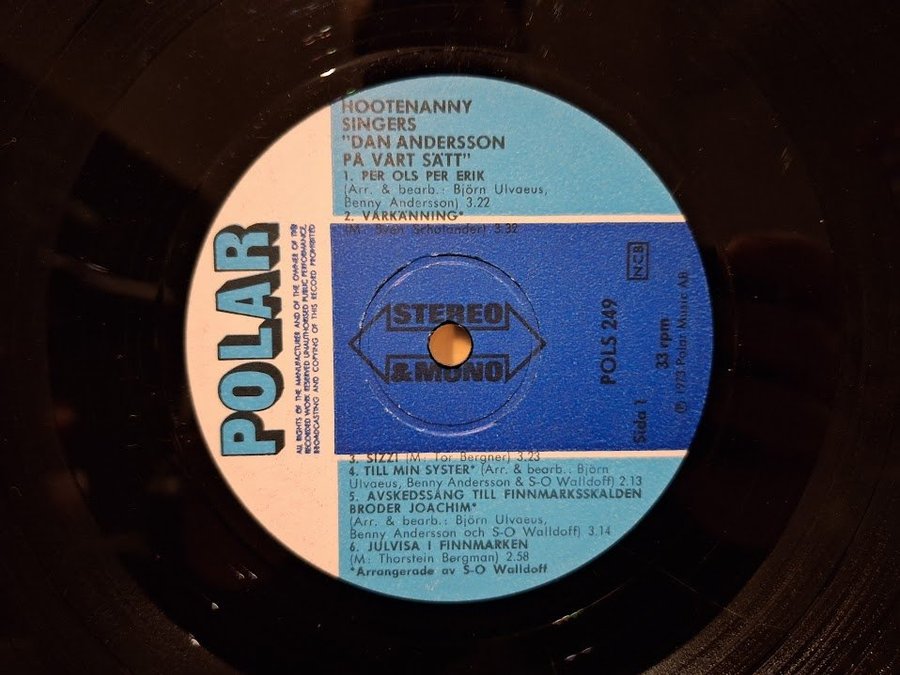 HOOTENANNY
SINGERS
"DAN ANDERSSON
PÅ VÅRT SÄTT"
1. PER OLS PER ERIK
(Arr. & bearb.: Björn Ulvaeus,
Benny Andersson) 3.22
2. VÅRKÄNNING*
(M: Sven Scholander) 3.32
POLAR
ALL RIGHTS OF THE MANUFACTURER AND OF THE OWNER OF THE
RECORDED WORK RESERVED UNAUTHORISED PUBLIC PERFORMANCE,
BROADCASTING AND COPYING OF THIS RECORD PROHIBITED
STEREO
& MONO
NCB
POLS 249
Sida 1
33 rpm
℗ 1973 Polar Music AB
3. SIZZI (M: Tor Bergner) 3.23
4. TILL MIN SYSTER* (Arr. & bearb.: Björn
Ulvaeus, Benny Andersson & S-O Walldoff) 2.13
5. AVSKEDSSÅNG TILL FINNMARKSSKALDEN
BRODER JOACHIM*
(Arr. & bearb.: Björn Ulvaeus,
Benny Andersson och S-O Walldoff) 3.14
6. JULVISA I FINNMARKEN
(M: Thorstein Bergman) 2.58
*Arrangerade av S-O Walldoff